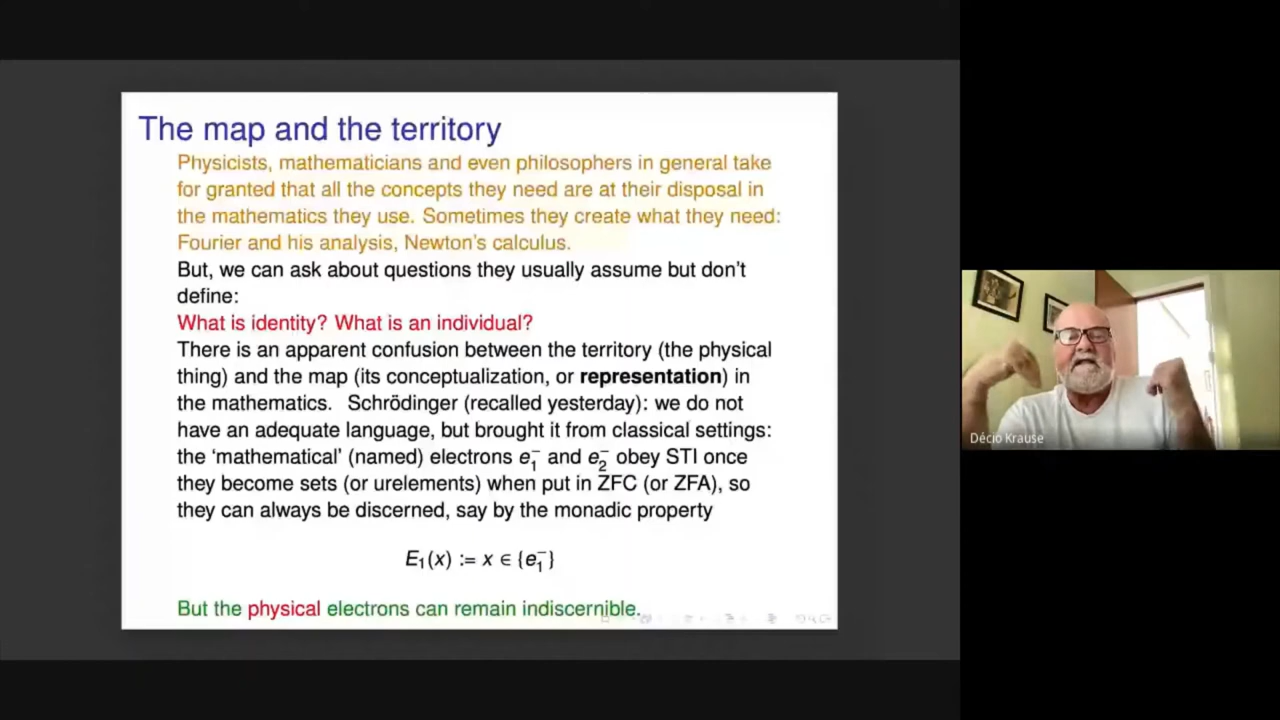 The map and the territory
Physicists, mathematicians and even philosophers in general take
for granted that all the concepts they need are at their disposal in
the mathematics they use. Sometimes they create what they need:
Fourier and his analysis, Newton's calculus.
But, we can ask about questions they usually assume but don't
define:
What is identity? What is an individual?
There is an apparent confusion between the territory (the physical
thing) and the map (its conceptualization, or representation) in
the mathematics. Schrödinger (recalled yesterday): we do not
have an adequate language, but brought it from classical settings:
the ‘mathematical’ (named) electrons e₁⁻ and e₂⁻ obey STI once
they become sets (or urelements) when put in ZFC (or ZFA), so
they can always be discerned, say by the monadic property
E₁(x) := x ∈ {e₁⁻}
But the physical electrons can remain indiscernible.
Décio Krause